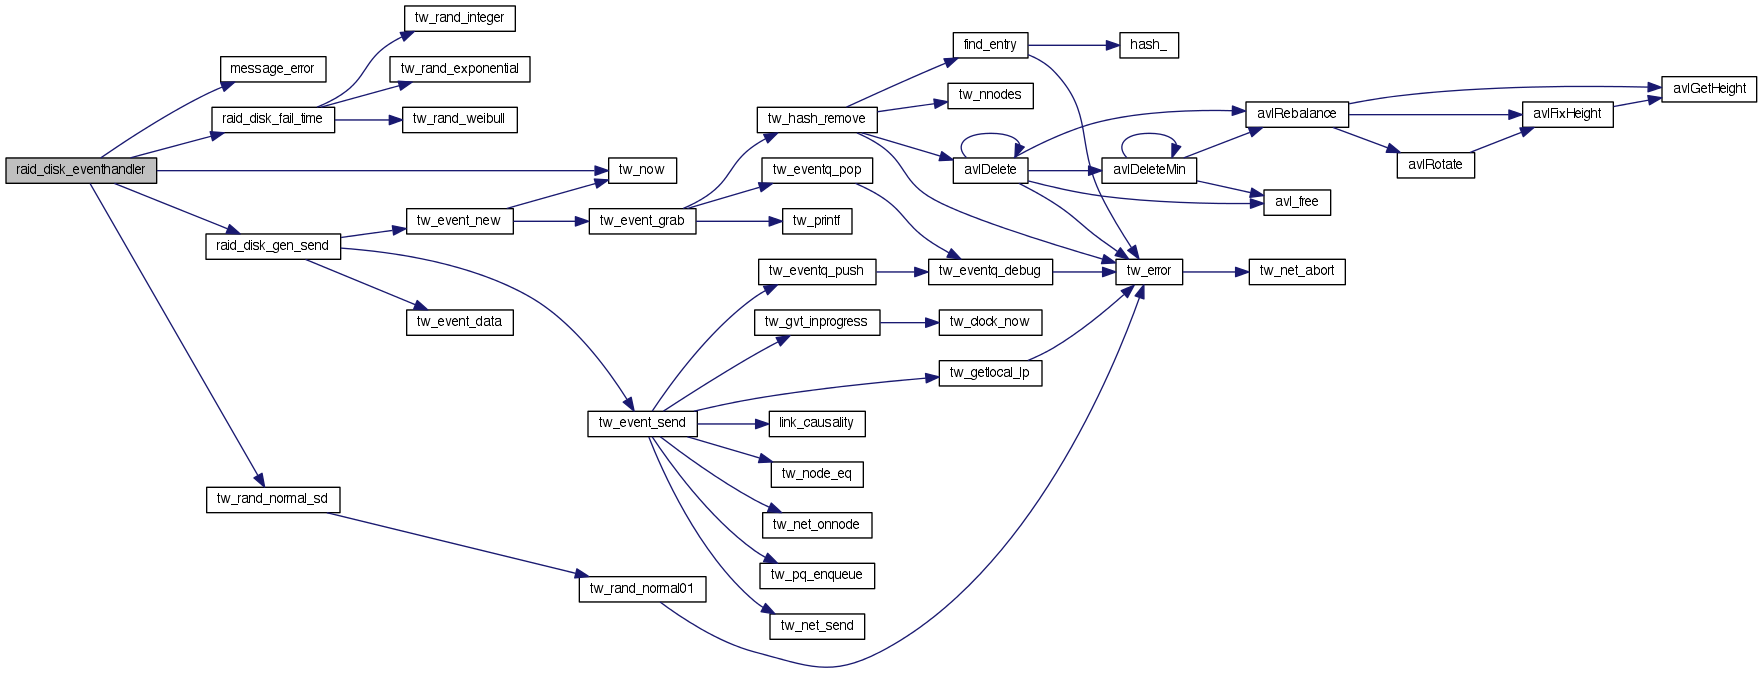 raid_disk_eventhandler
message_error
raid_disk_fail_time
tw_rand_integer
tw_rand_exponential
tw_rand_weibull
tw_now
raid_disk_gen_send
tw_event_new
tw_event_grab
tw_event_data
tw_hash_remove
tw_eventq_pop
tw_printf
find_entry
hash_
tw_nnodes
avlDelete
avlDeleteMin
avlRebalance
avlRotate
avlFixHeight
avlGetHeight
avl_free
tw_eventq_push
tw_eventq_debug
tw_error
tw_net_abort
tw_gvt_inprogress
tw_clock_now
tw_getlocal_lp
tw_event_send
link_causality
tw_node_eq
tw_net_onnode
tw_pq_enqueue
tw_net_send
tw_rand_normal_sd
tw_rand_normal01